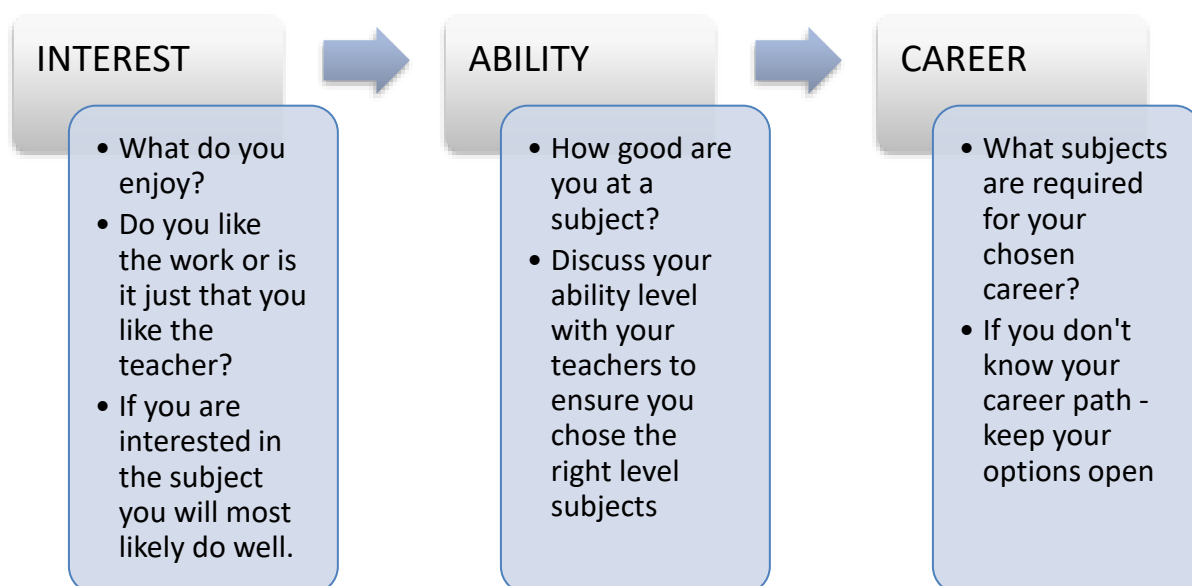 INTEREST
• What do you
enjoy?
• Do you like
the work or is
it just that you
like the
teacher?
• If you are
interested in
the subject
you will most
likely do well.
ABILITY
• How good are
you at a
subject?
• Discuss your
ability level
with your
teachers to
ensure you
chose the
right level
subjects
CAREER
• What subjects
are required
for your
chosen
career?
• If you don't
know your
career path -
keep your
options open